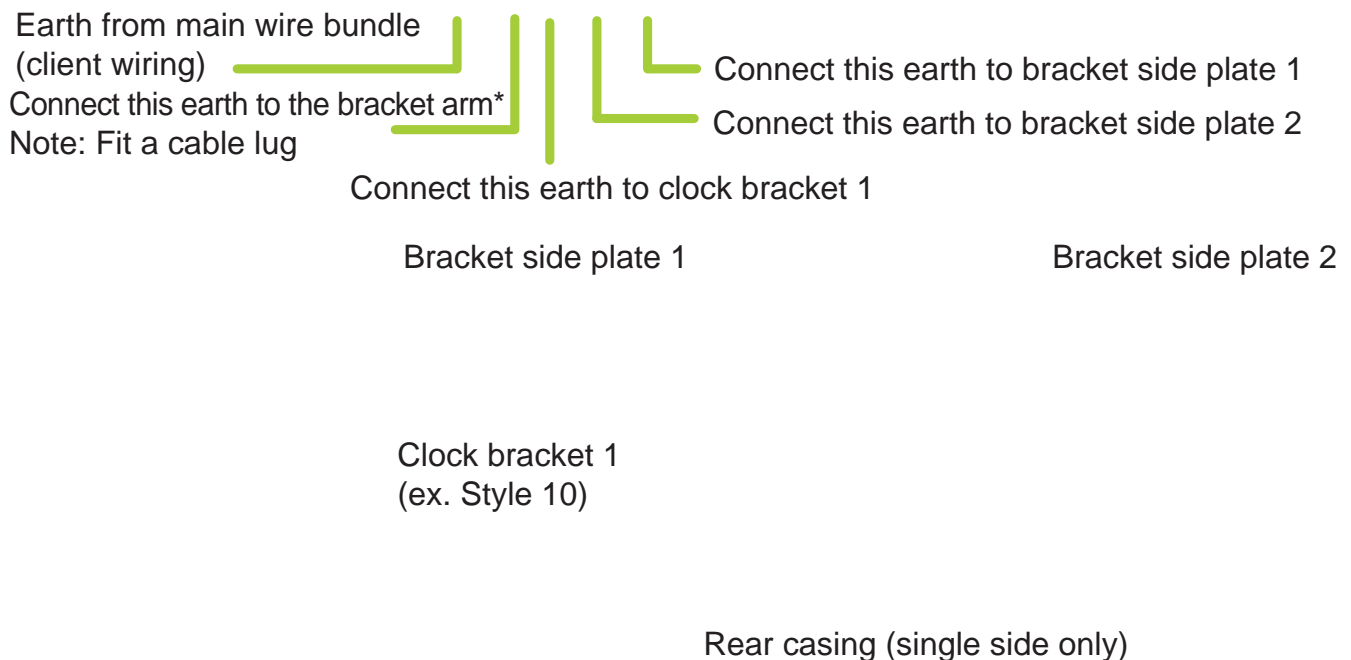 Earth from main wire bundle
(client wiring)
Connect this earth to the bracket arm*
Note: Fit a cable lug
Connect this earth to bracket side plate 1
Connect this earth to bracket side plate 2
Connect this earth to clock bracket 1
Bracket side plate 1
Bracket side plate 2
Clock bracket 1
(ex. Style 10)
Rear casing (single side only)